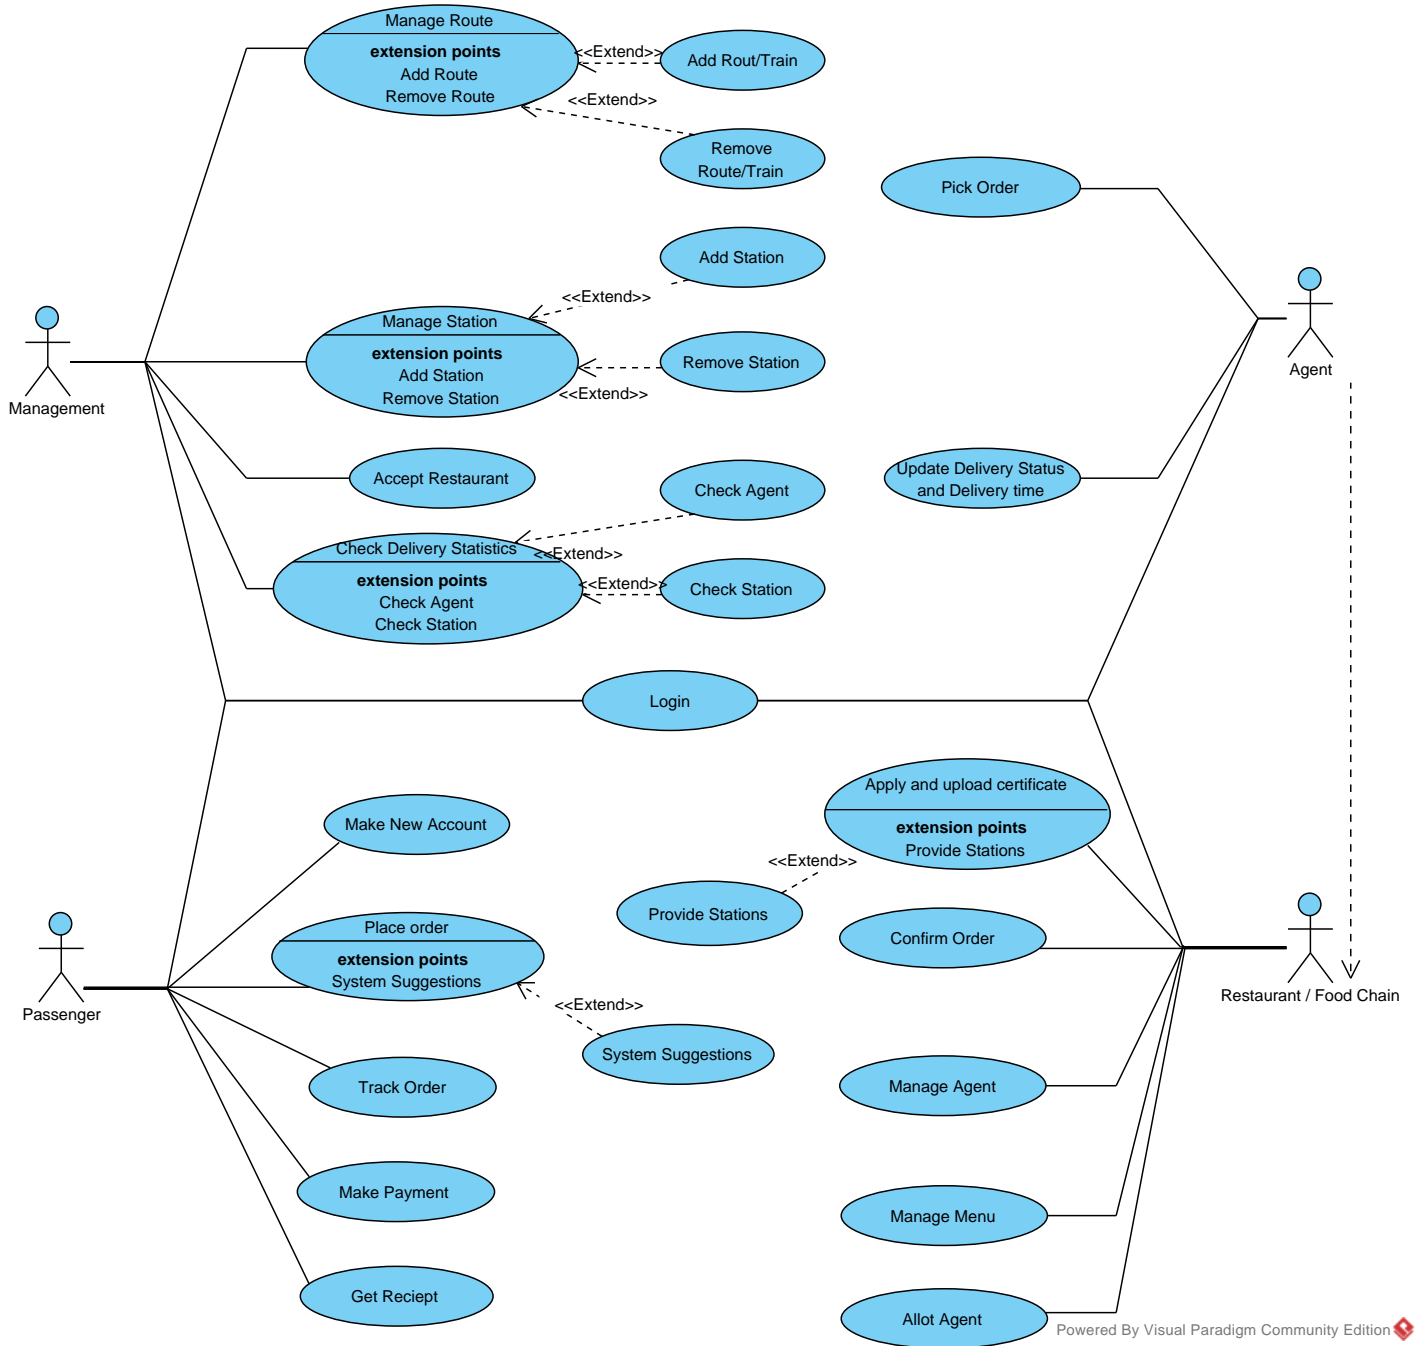 Manage Route
extension points
Add Route
Remove Route
<<Extend>>
Add Rout/Train
<<Extend>>
Remove
Route/Train
Pick Order
Add Station
<<Extend>>
Manage Station
extension points
Add Station
Remove Station
Remove Station
<<Extend>>
Management
Agent
Accept Restaurant
Check Agent
Update Delivery Status
and Delivery time
Check Delivery Statistics
<<Extend>>
extension points
Check Agent
Check Station
<<Extend>>
Check Station
Login
Apply and upload certificate
extension points
Provide Stations
<<Extend>>
Make New Account
Provide Stations
Place order
extension points
System Suggestions
Confirm Order
Passenger
Restaurant / Food Chain
<<Extend>>
System Suggestions
Track Order
Manage Agent
Make Payment
Manage Menu
Get Reciept
Allot Agent
Powered By Visual Paradigm Community Edition